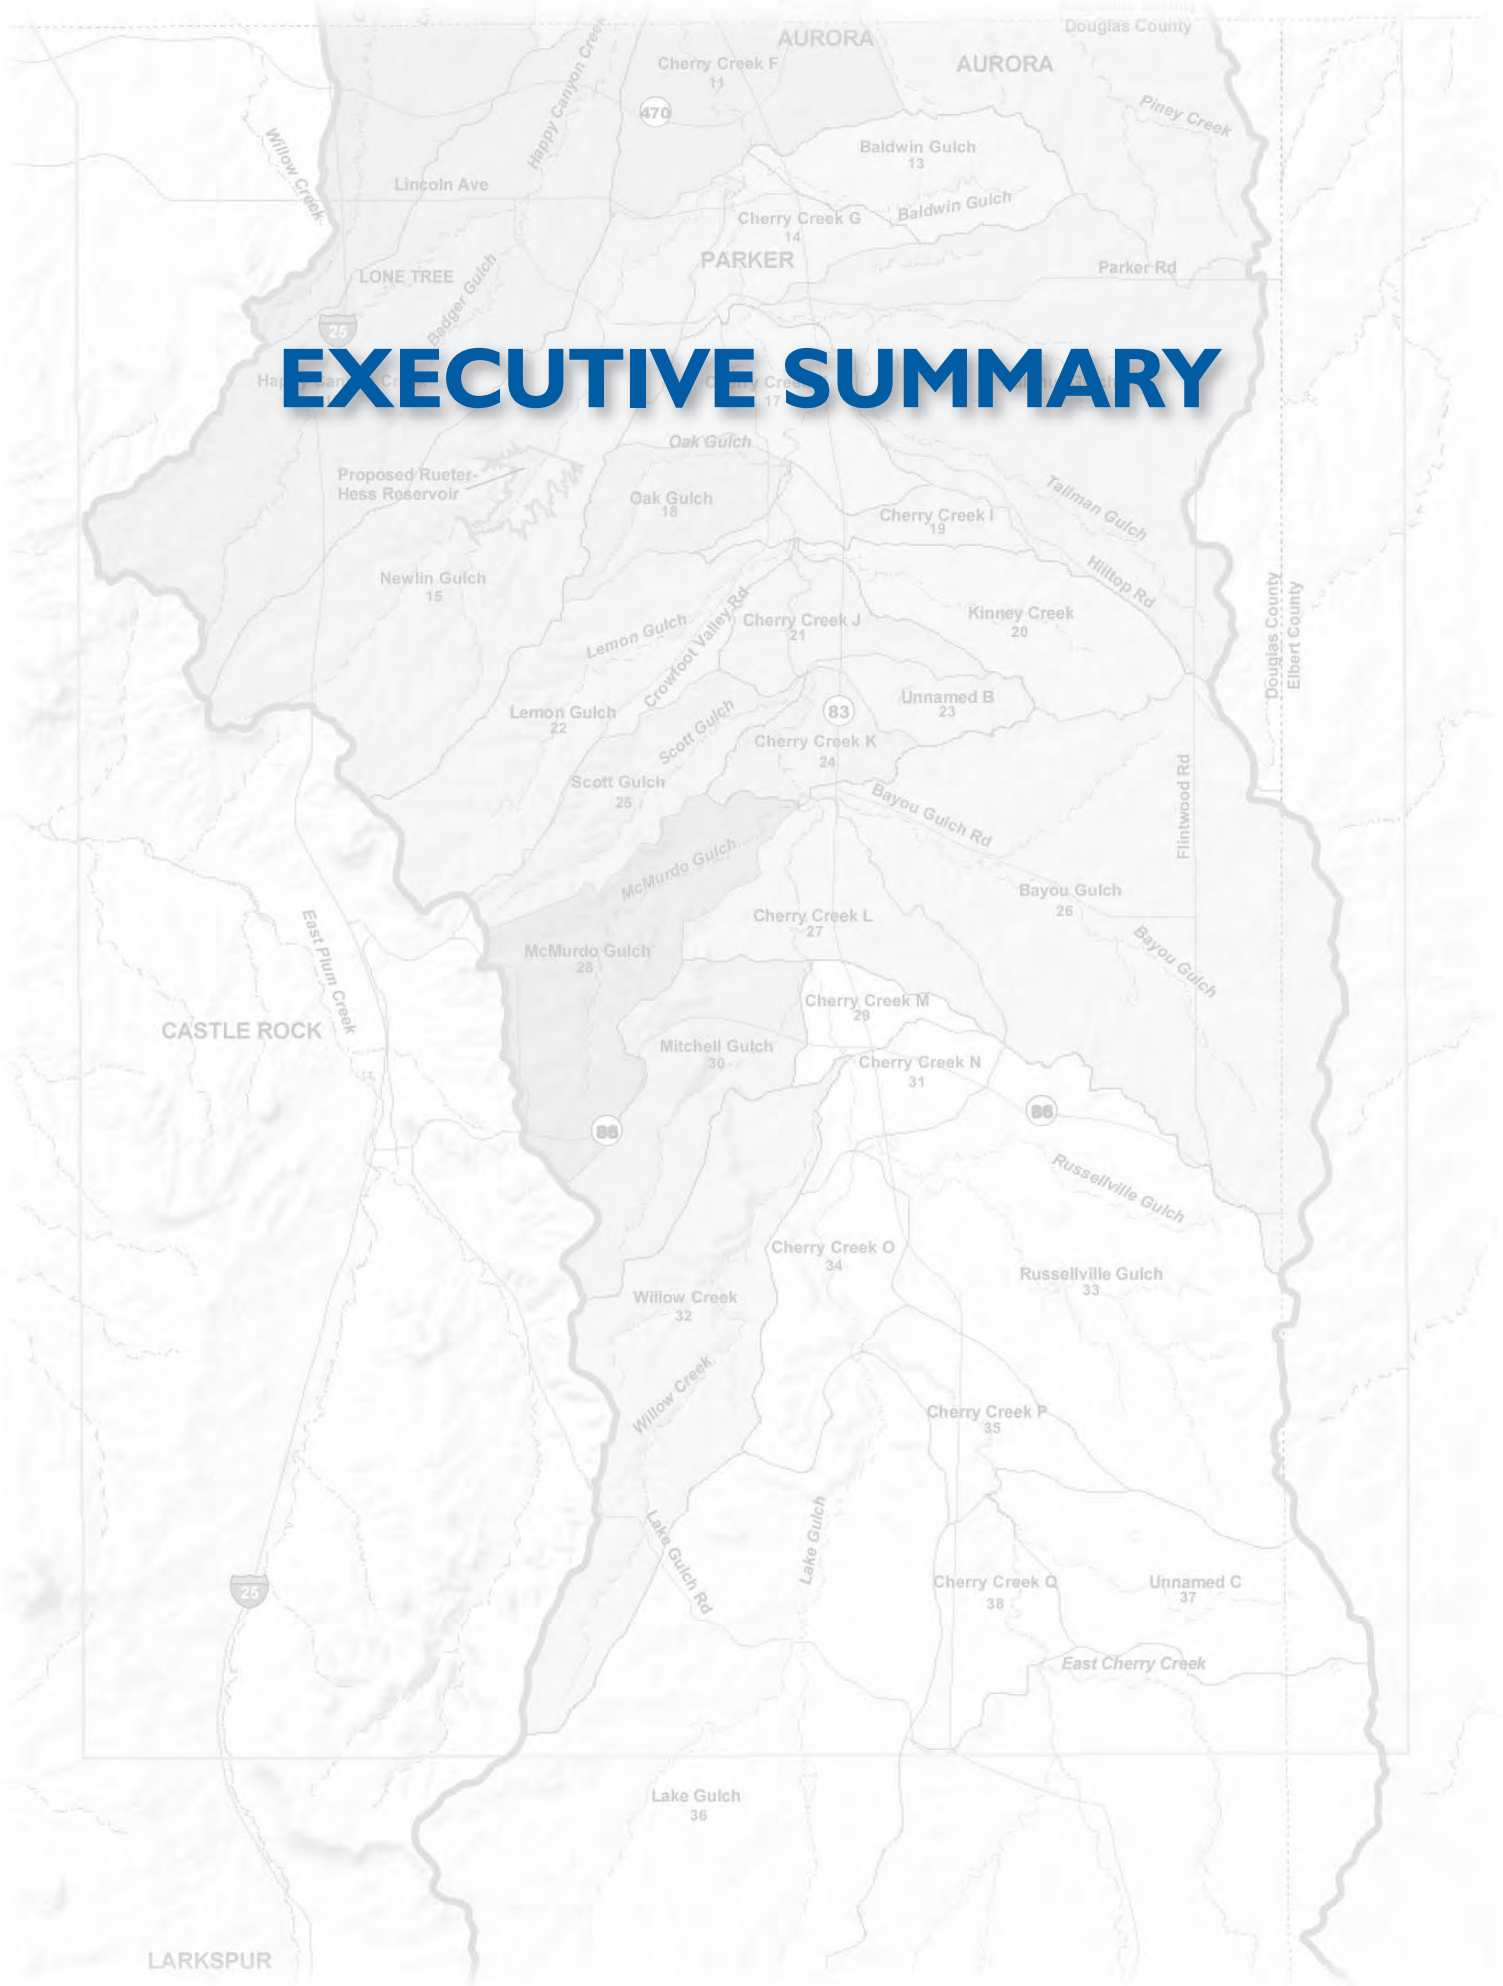 Douglas County
AURORA
AURORA
Cherry Creek F
11
Happy Canyon Creek
470
Piney Creek
Willow Creek
Baldwin Gulch
13
Lincoln Ave
Baldwin Gulch
Cherry Creek G
14
PARKER
Parker Rd
LONE TREE
Badger Gulch
25
EXECUTIVE SUMMARY
17
Oak Gulch
Proposed Rueter-
Hess Reservoir
Oak Gulch
18
Tallman Gulch
Cherry Creek I
19
Hilltop Rd
Newlin Gulch
15
Douglas County
Elbert County
Lemon Gulch
Crowfoot Valley Rd
Cherry Creek J
21
Kinney Creek
20
Lemon Gulch
22
Scott Gulch
83
Unnamed B
23
Cherry Creek K
24
Scott Gulch
25
Bayou Gulch Rd
Flintwood Rd
McMurdo Gulch
Bayou Gulch
26
Cherry Creek L
27
East Plum Creek
McMurdo Gulch
28
Bayou Gulch
Cherry Creek M
29
CASTLE ROCK
Mitchell Gulch
30
Cherry Creek N
31
86
86
Russellville Gulch
Cherry Creek O
34
Russellville Gulch
33
Willow Creek
32
Willow Creek
Cherry Creek P
35
Lake Gulch
Lake Gulch Rd
25
Cherry Creek Q
38
Unnamed C
37
East Cherry Creek
Lake Gulch
36
LARKSPUR